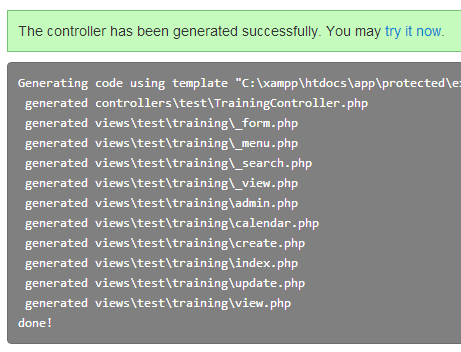 The controller has been generated successfully. You may try it now.
Generating code using template "C:\xampp\htdocs\app\protected\ex
generated controllers\test\TrainingController.php
generated views\test\training\_form.php
generated views\test\training\_menu.php
generated views\test\training\_search.php
generated views\test\training\_view.php
generated views\test\training\admin.php
generated views\test\training\calendar.php
generated views\test\training\create.php
generated views\test\training\index.php
generated views\test\training\update.php
generated views\test\training\view.php
done!